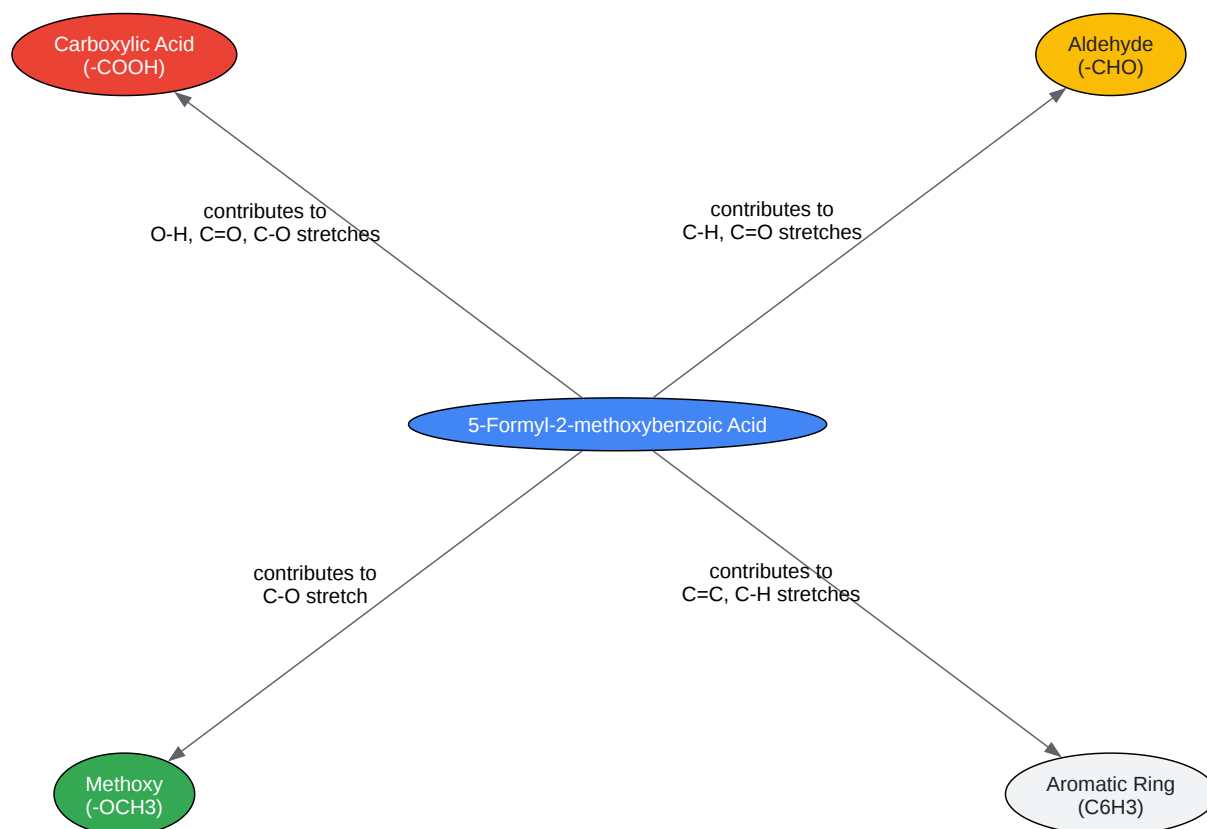 Carboxylic Acid
(-COOH)
Aldehyde
(-CHO)
contributes to
O-H, C=O, C-O stretches
contributes to
C-H, C=O stretches
5-Formyl-2-methoxybenzoic Acid
contributes to
C-O stretch
contributes to
C=C, C-H stretches
Methoxy
(-OCH3)
Aromatic Ring
(C6H3)